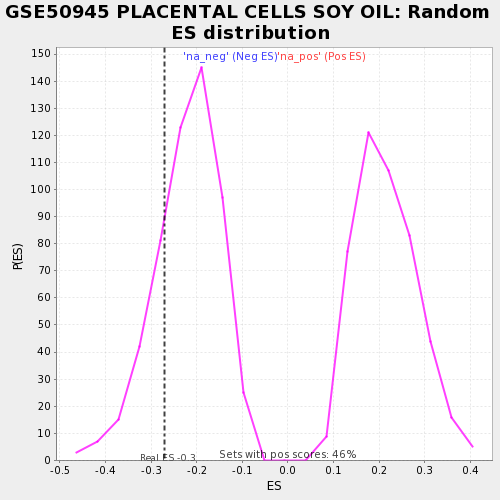 GSE50945 PLACENTAL CELLS SOY OIL: Random
ES distribution
'na_neg' (Neg ES) 'na_pos' (Pos ES)
150
140
130
120
110
100
90
80
70
60
50
40
30
20
10
0
P(ES)
Real ES -0.3
Sets with pos scores: 46%
-0.5 -0.4 -0.3 -0.2 -0.1 0.0 0.1 0.2 0.3 0.4
ES